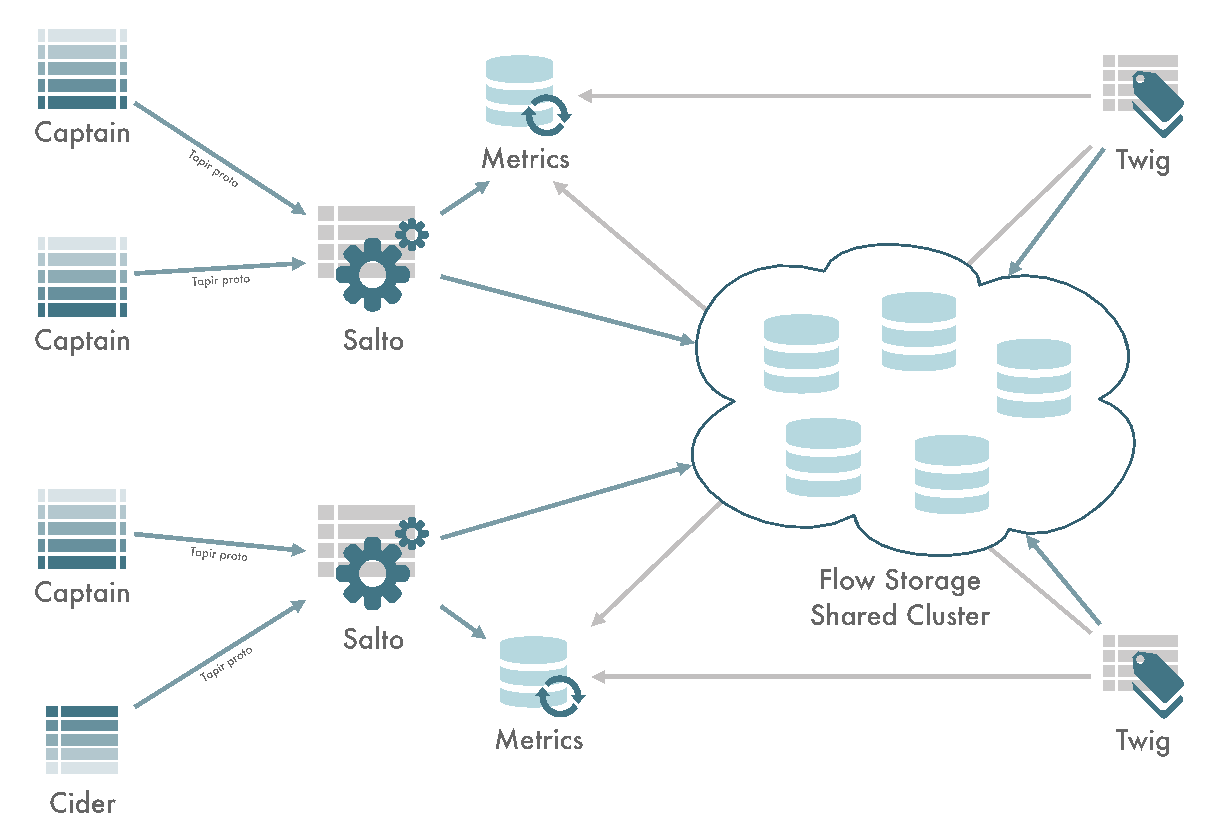 Captain
Tapir proto
Metrics
Twig
Captain
Tapir proto
Salto
Captain
Tapir proto
Salto
Flow Storage
Shared Cluster
Tapir proto
Metrics
Twig
Cider